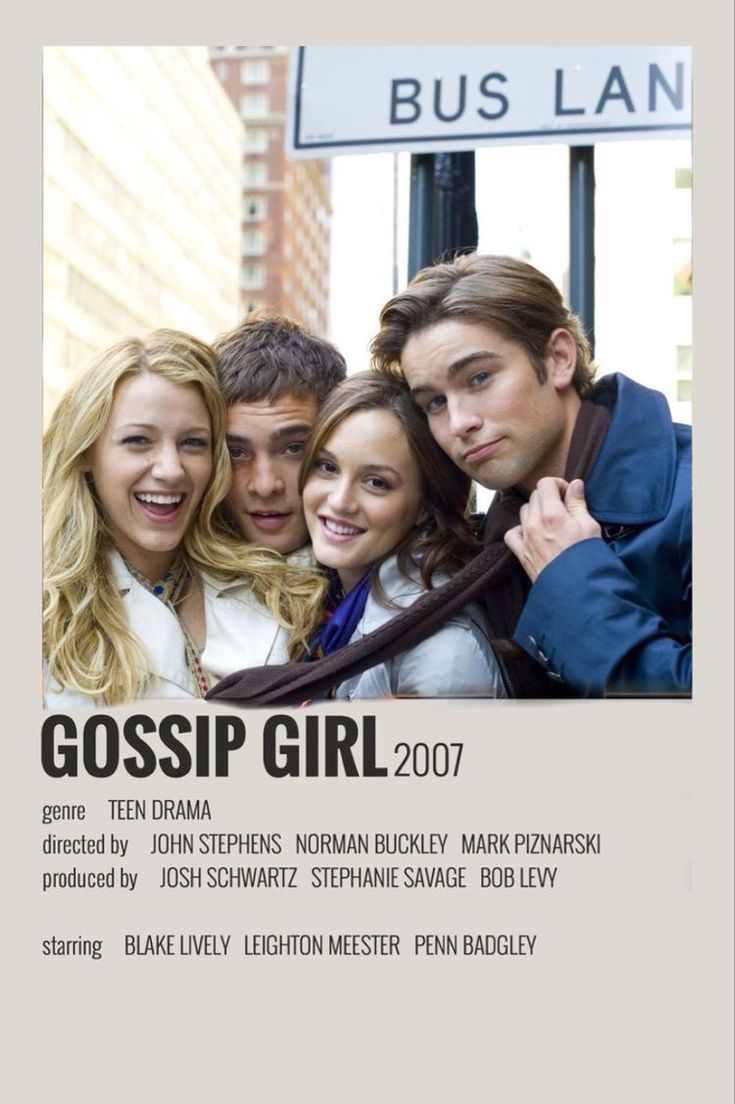 BUS LAN
GOSSIP GIRL 2007
genre TEEN DRAMA
directed by JOHN STEPHENS NORMAN BUCKLEY MARK PIZNARSKI
produced by JOSH SCHWARTZ STEPHANIE SAVAGE BOB LEVY
starring BLAKE LIVELY LEIGHTON MEESTER PENN BADGLEY